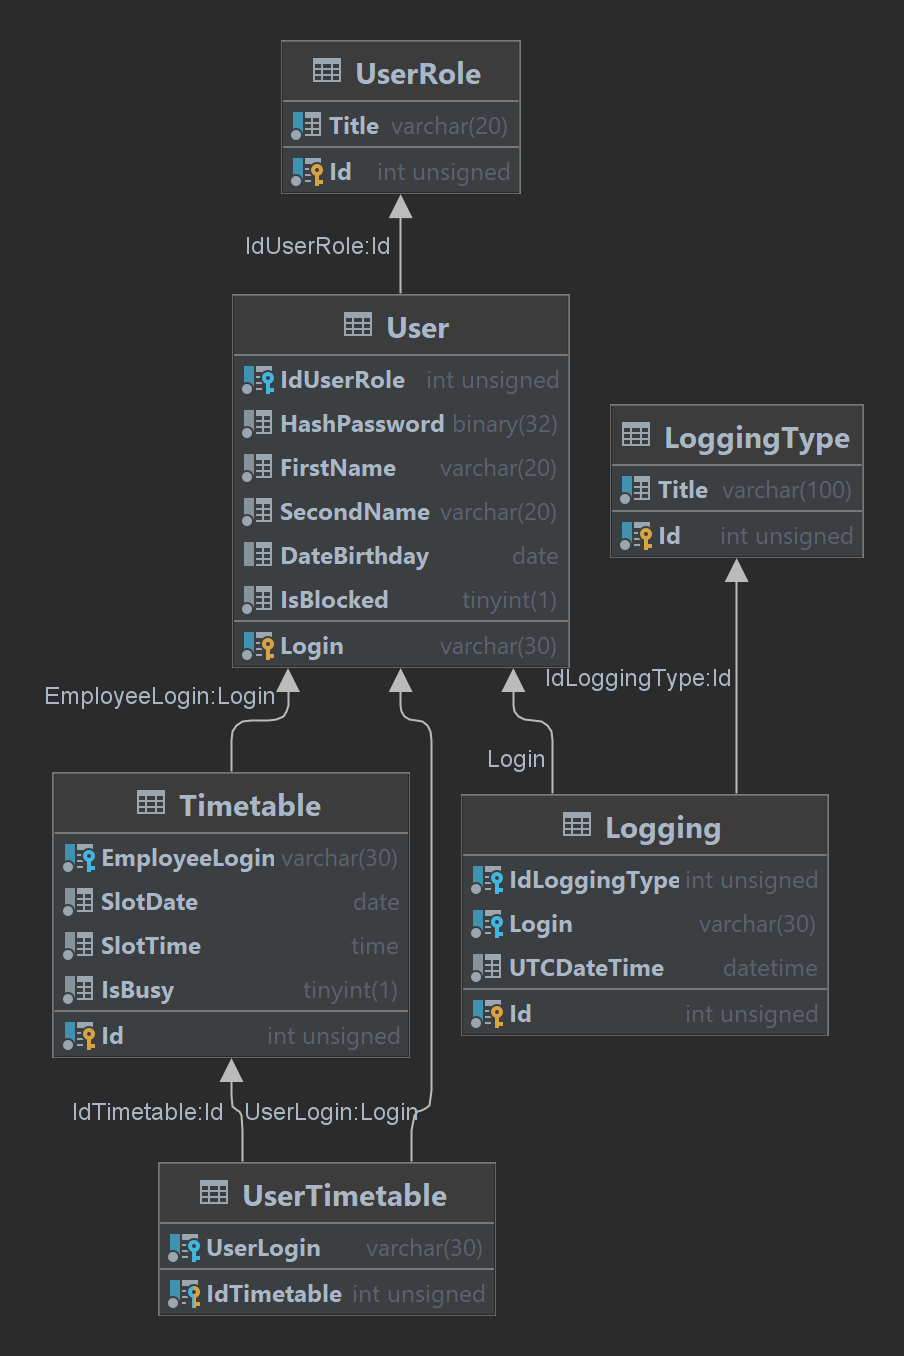 UserRole
Title varchar(20)
Id int unsigned
IdUserRole:Id
User
IdUserRole int unsigned
HashPassword binary(32)
FirstName varchar(20)
SecondName varchar(20)
DateBirthday date
IsBlocked tinyint(1)
Login varchar(30)
LoggingType
Title varchar(100)
Id int unsigned
EmployeeLogin:Login
IdLoggingType:Id
Login
Timetable
EmployeeLogin varchar(30)
SlotDate date
SlotTime time
IsBusy tinyint(1)
Id int unsigned
Logging
IdLoggingType int unsigned
Login varchar(30)
UTCDateTime datetime
Id int unsigned
IdTimetable:Id
UserLogin:Login
UserTimetable
UserLogin varchar(30)
IdTimetable int unsigned